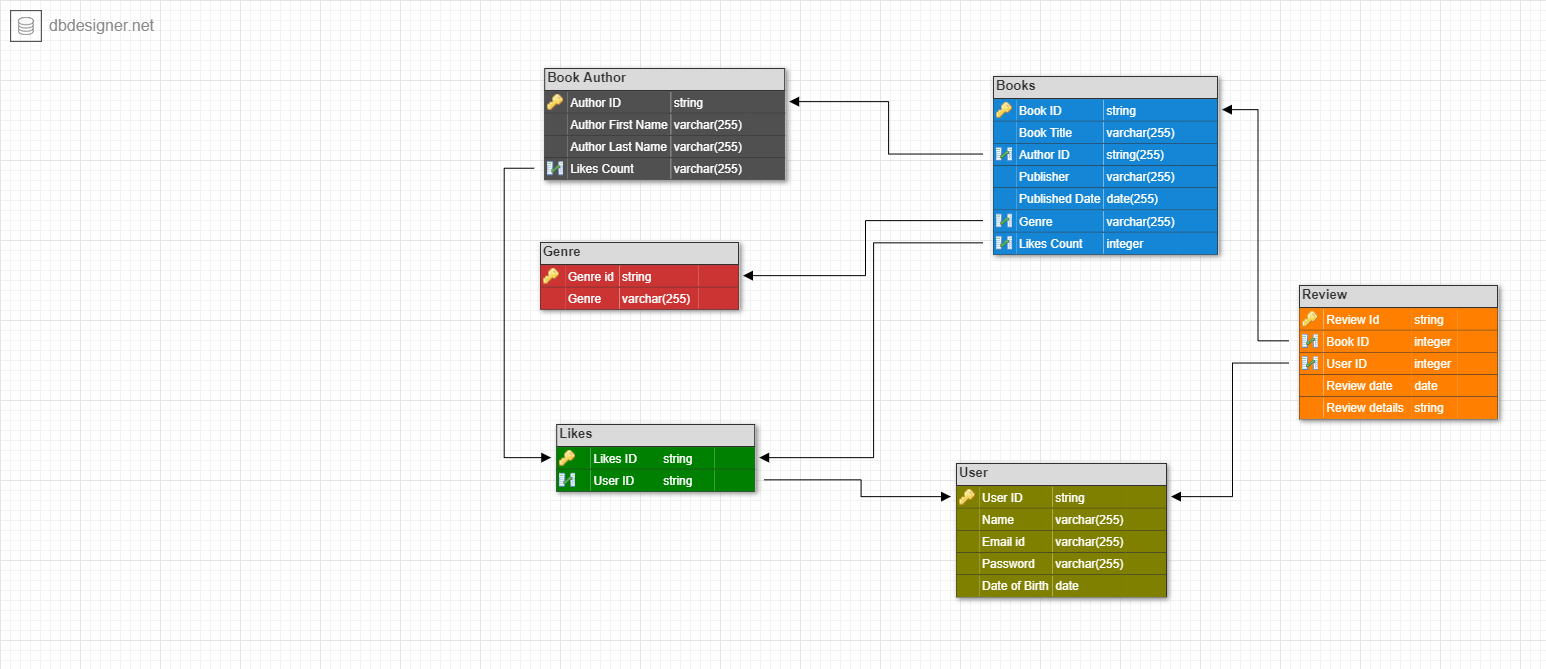 dbdesigner.net
Book Author
Author ID string
Author First Name varchar(255)
Author Last Name varchar(255)
Likes Count varchar(255)
Books
Book ID string
Book Title varchar(255)
Author ID string(255)
Publisher varchar(255)
Published Date date(255)
Genre varchar(255)
Likes Count integer
Genre
Genre id string
Genre varchar(255)
Review
Review Id string
Book ID integer
User ID integer
Review date date
Review details string
Likes
Likes ID string
User ID string
User
User ID string
Name varchar(255)
Email id varchar(255)
Password varchar(255)
Date of Birth date